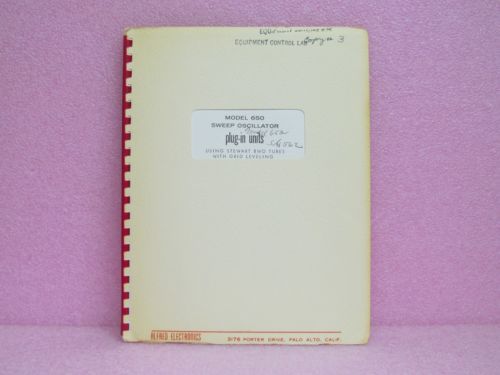 EQUIPMENT CONTROL LAB
3
MODEL 650
SWEEP OSCILLATOR
plug-in units
USING STEWART BWO TUBES
WITH GRID LEVELING
ALFRED ELECTRONICS 3176 PORTER DRIVE, PALO ALTO, CALIF.